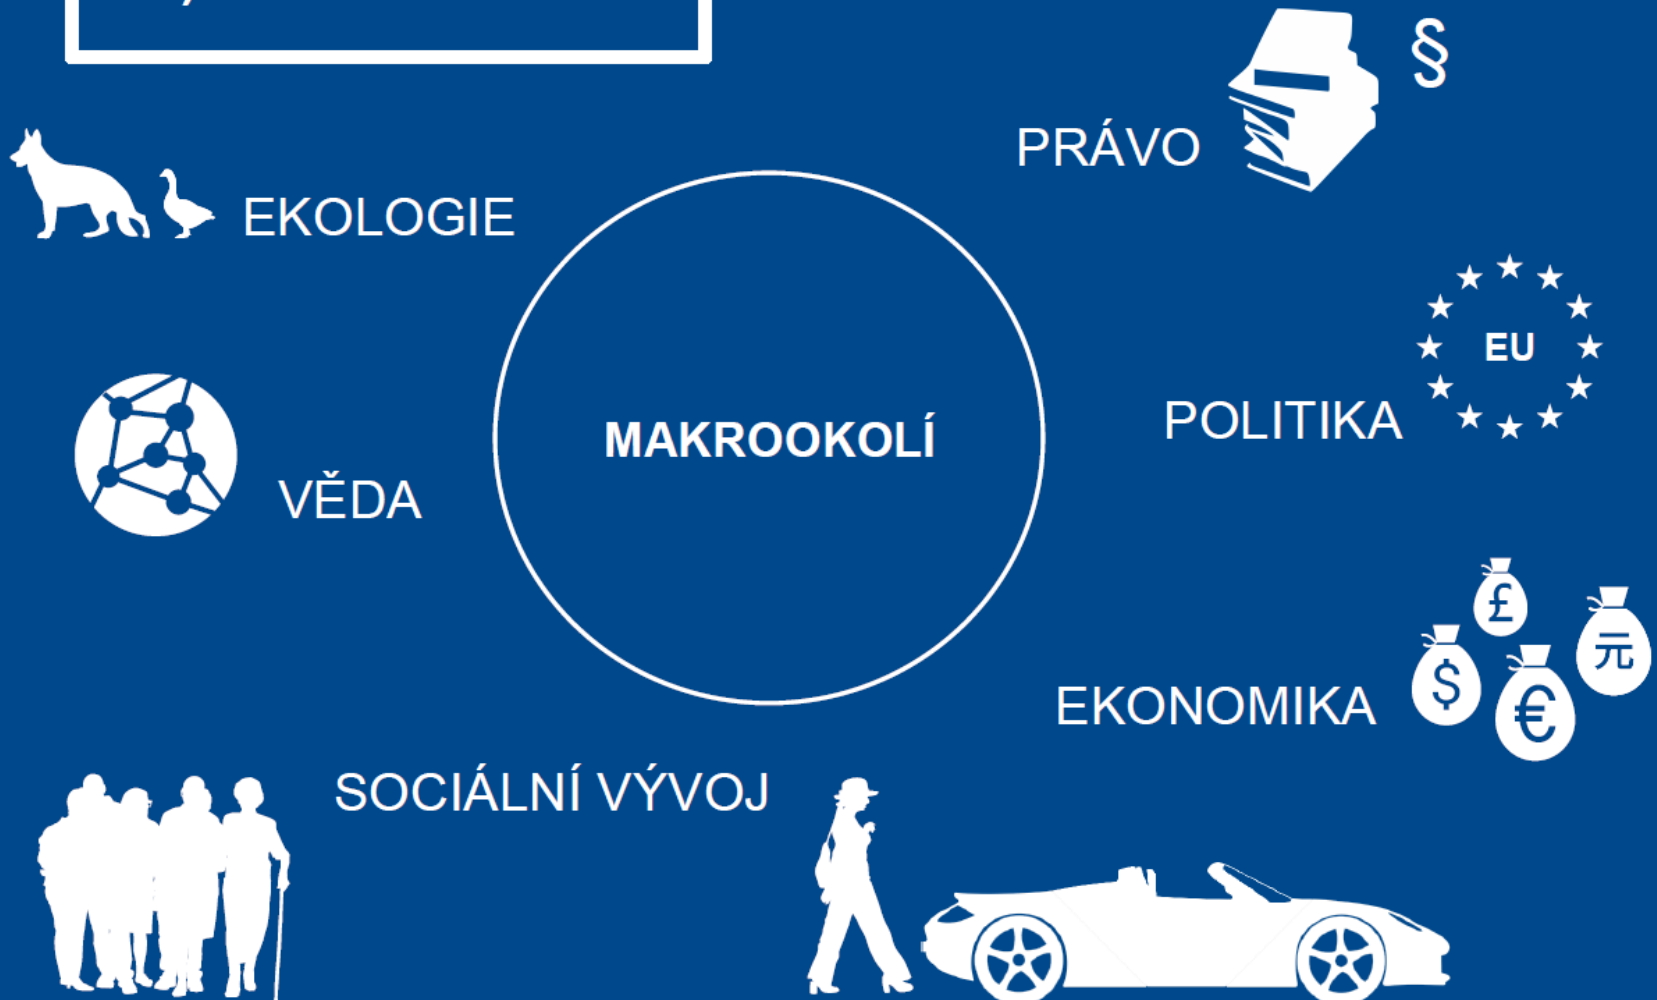 §
PRÁVO
EKOLOGIE
EU
POLITIKA
MAKROOKOLÍ
VĚDA
£
元
$
€
EKONOMIKA
SOCIÁLNÍ VÝVOJ